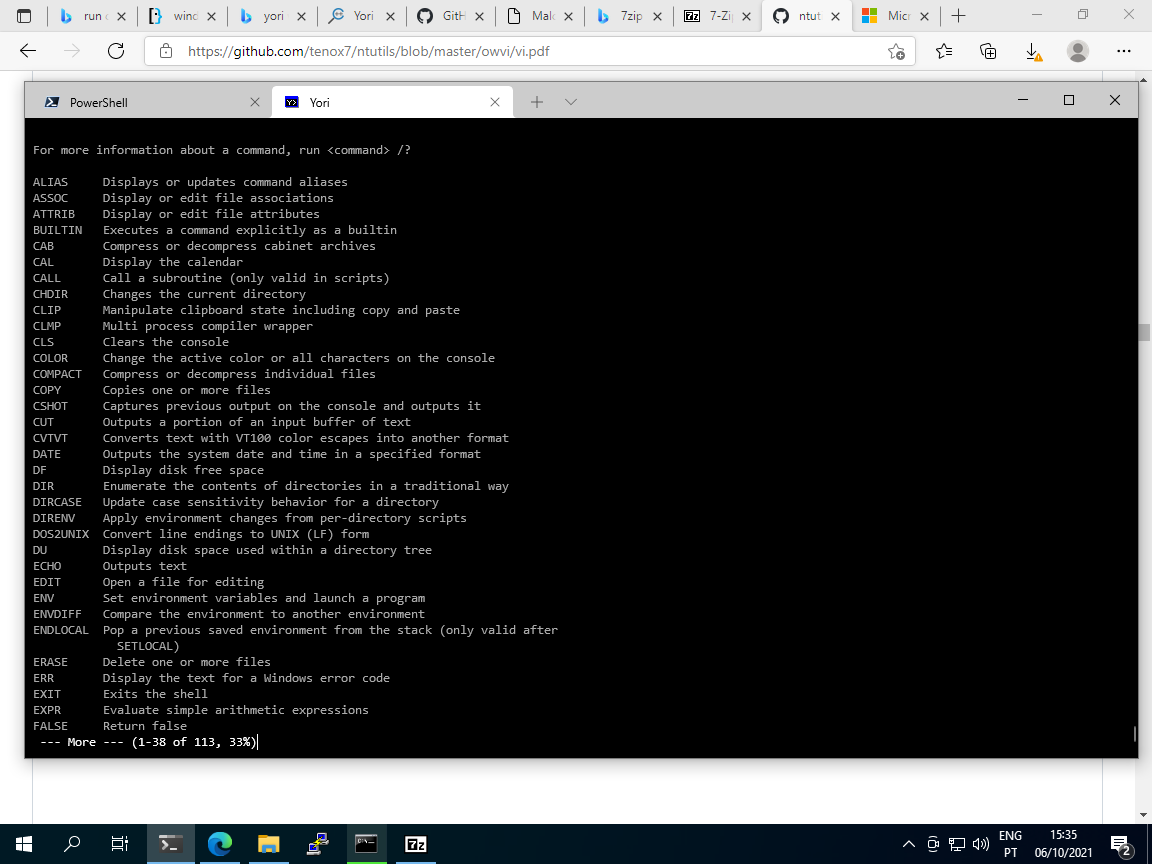 run
wind
yori
Yori
GitH
Mak
7zip
7-Zi
ntut
Micr
https://github.com/tenox7/ntutils/blob/master/owvi/vi.pdf
PowerShell
Yori
For more information about a command, run <command> /?
ALIAS Displays or updates command aliases
ASSOC Display or edit file associations
ATTRIB Display or edit file attributes
BUILTIN Executes a command explicitly as a builtin
CAB Compress or decompress cabinet archives
CAL Display the calendar
CALL Call a subroutine (only valid in scripts)
CHDIR Changes the current directory
CLIP Manipulate clipboard state including copy and paste
CLMP Multi process compiler wrapper
CLS Clears the console
COLOR Change the active color or all characters on the console
COMPACT Compress or decompress individual files
COPY Copies one or more files
CSHOT Captures previous output on the console and outputs it
CUT Outputs a portion of an input buffer of text
CVTVT Converts text with VT100 color escapes into another format
DATE Outputs the system date and time in a specified format
DF Display disk free space
DIR Enumerate the contents of directories in a traditional way
DIRCASE Update case sensitivity behavior for a directory
DIRENV Apply environment changes from per-directory scripts
DOS2UNIX Convert line endings to UNIX (LF) form
DU Display disk space used within a directory tree
ECHO Outputs text
EDIT Open a file for editing
ENV Set environment variables and launch a program
ENVDIFF Compare the environment to another environment
ENDLOCAL Pop a previous saved environment from the stack (only valid after
SETLOCAL)
ERASE Delete one or more files
ERR Display the text for a Windows error code
EXIT Exits the shell
EXPR Evaluate simple arithmetic expressions
FALSE Return false
--- More --- (1-38 of 113, 33%)
7z
ENG
PT
15:35
06/10/2021
2